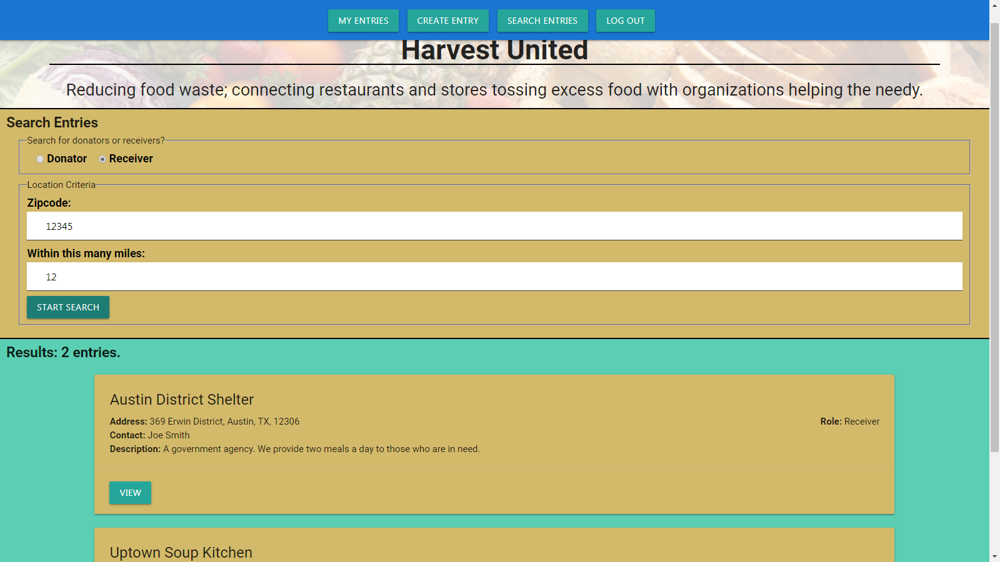 MY ENTRIES CREATE ENTRY SEARCH ENTRIES LOG OUT
Harvest United
Reducing food waste; connecting restaurants and stores tossing excess food with organizations helping the needy.
Search Entries
Search for donators or receivers?
Donator Receiver
Location Criteria
Zipcode:
12345
Within this many miles:
12
START SEARCH
Results: 2 entries.
Austin District Shelter
Address: 369 Erwin District, Austin, TX, 12306 Role: Receiver
Contact: Joe Smith
Description: A government agency. We provide two meals a day to those who are in need.
VIEW
Uptown Soup Kitchen